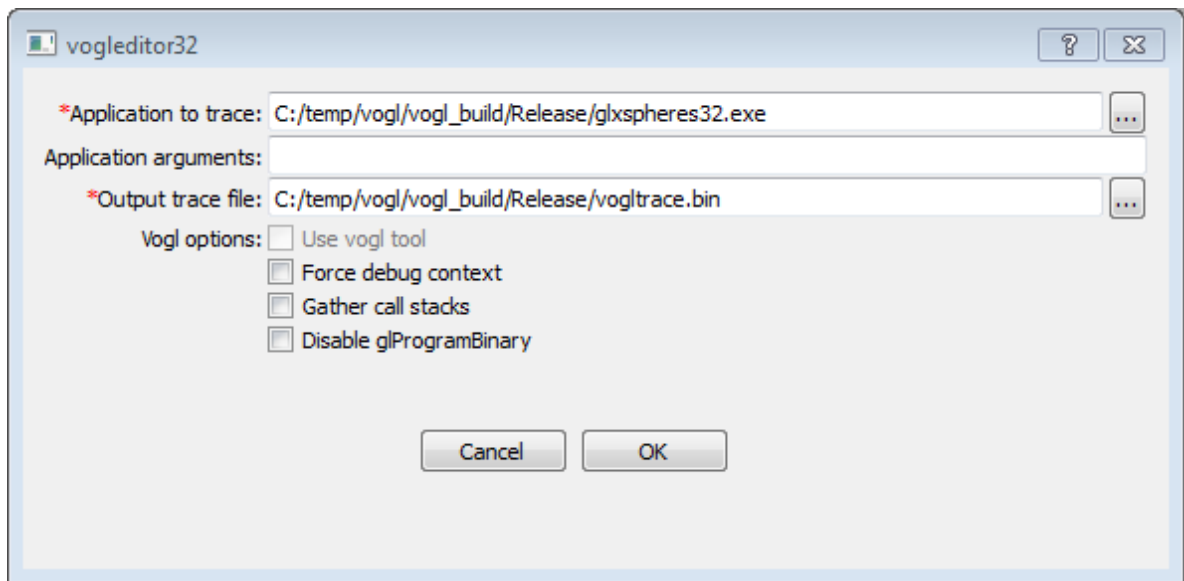 vogleditor32
*Application to trace: C:/temp/vogl/vogl_build/Release/glxspheres32.exe ...
Application arguments:
*Output trace file: C:/temp/vogl/vogl_build/Release/vogltrace.bin ...
Vogl options: Use vogl tool
Force debug context
Gather call stacks
Disable glProgramBinary
Cancel OK